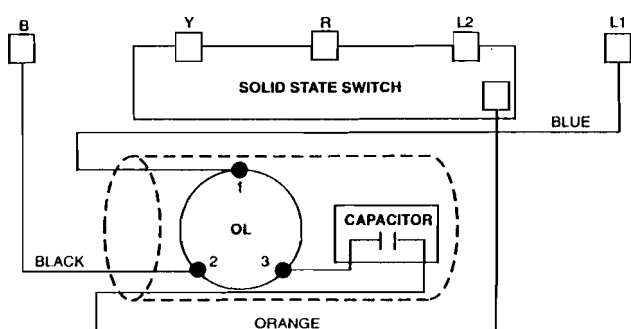 B Y R L2 L1
SOLID STATE SWITCH
BLUE
1
CAPACITOR
OL
2 3
BLACK
ORANGE